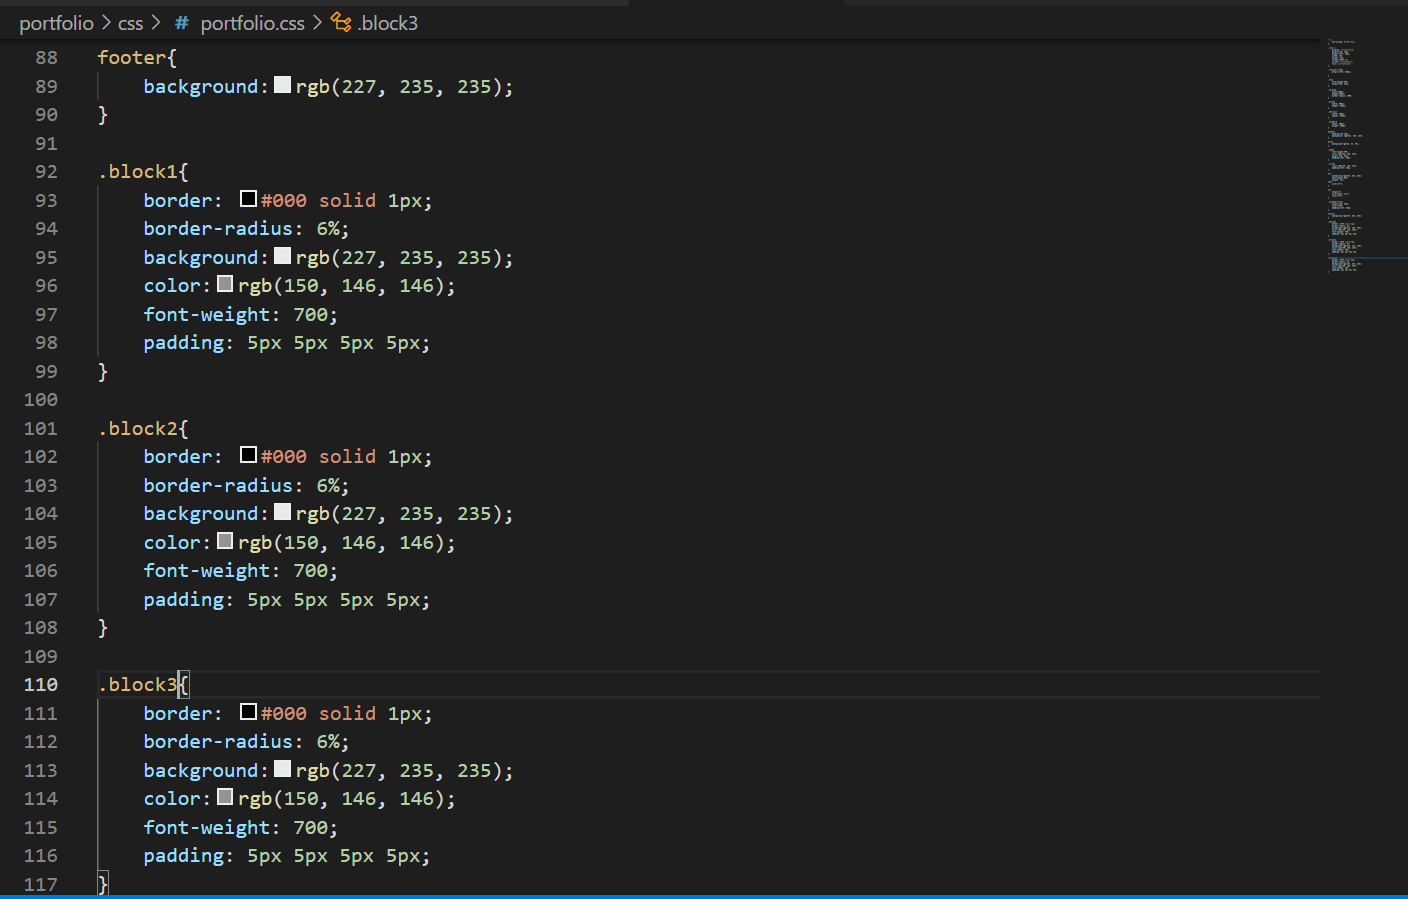 portfolio > css > # portfolio.css > .block3
88 footer{
89 background: rgb(227, 235, 235);
90 }
91
92 .block1{
93 border: #000 solid 1px;
94 border-radius: 6%;
95 background: rgb(227, 235, 235);
96 color: rgb(150, 146, 146);
97 font-weight: 700;
98 padding: 5px 5px 5px 5px;
99 }
100
101 .block2{
102 border: #000 solid 1px;
103 border-radius: 6%;
104 background: rgb(227, 235, 235);
105 color: rgb(150, 146, 146);
106 font-weight: 700;
107 padding: 5px 5px 5px 5px;
108 }
109
110 .block3{
111 border: #000 solid 1px;
112 border-radius: 6%;
113 background: rgb(227, 235, 235);
114 color: rgb(150, 146, 146);
115 font-weight: 700;
116 padding: 5px 5px 5px 5px;
117 }